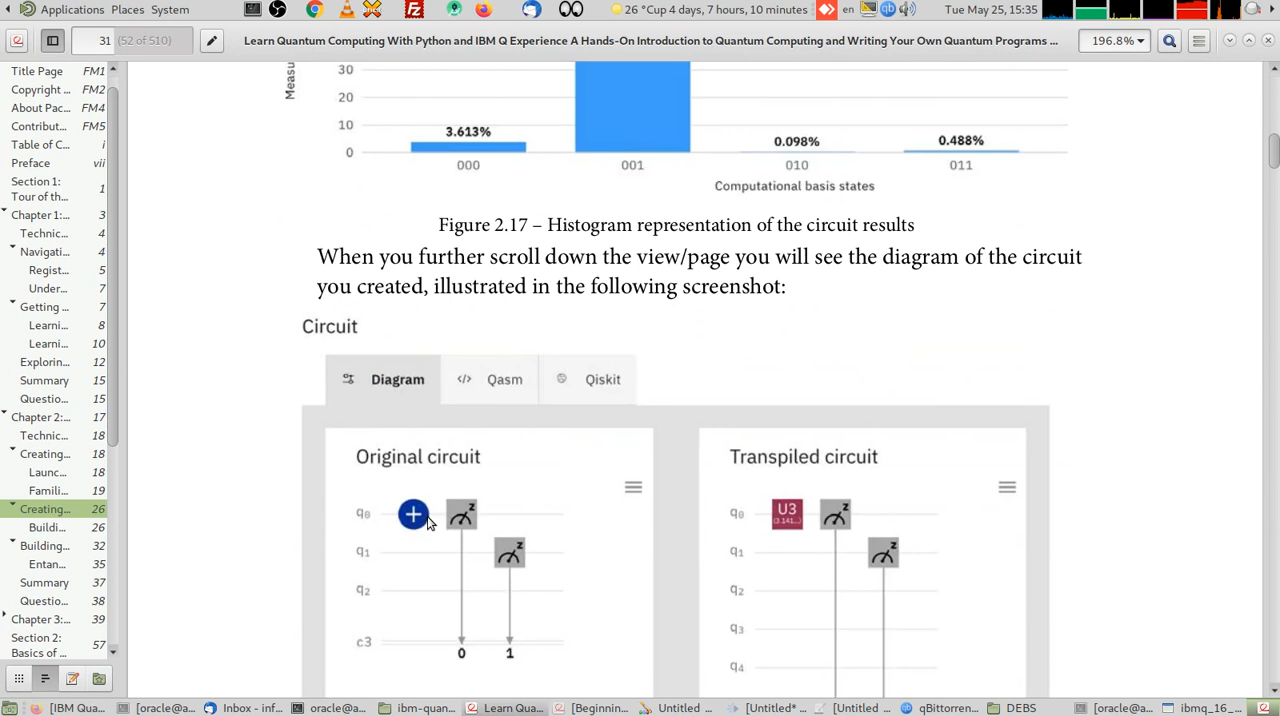 Applications Places System
26 °C
up 4 days, 7 hours, 10 minutes
en
Tue May 25, 15:35
31 (52 of 510)
Learn Quantum Computing With Python and IBM Q Experience A Hands-On Introduction to Quantum Computing and Writing Your Own Quantum Programs ...
196.8%
Title Page FM1
Copyright ... FM2
About Pac... FM4
Contribut... FM5
Table of C... i
Preface vii
Section 1:
Tour of th... 1
Chapter 1:... 3
Technic... 4
Navigati... 4
Regist... 5
Under... 7
Getting ... 7
Learni... 8
Learni... 10
Explorin... 12
Summary 15
Questio... 15
Chapter 2:... 17
Technic... 18
Creating... 18
Launc... 18
Famili... 19
Creating... 26
Buildi... 26
Building... 32
Entan... 35
Summary 38
Questio... 38
Chapter 3:... 39
Section 2:
Basics of ... 57
Measu
30
20
10
0
3.613%
0.098%
0.488%
000 001 010 011
Computational basis states
Figure 2.17 – Histogram representation of the circuit results
When you further scroll down the view/page you will see the diagram of the circuit
you created, illustrated in the following screenshot:
Circuit
Diagram </> Qasm Qiskit
Original circuit
q0 z
q1 z
q2
c3
0 1
Transpiled circuit
q0 U3 (3.141... z
q1 z
q2
q3
q4
[IBM Qua... [oracle@a... Inbox - inf... oracle@a... ibm-quan... Learn Qua... [Beginnin... Untitled ... [Untitled* ... [Untitled ... qBittorren... DEBS [oracle@a... ibmq_16_...